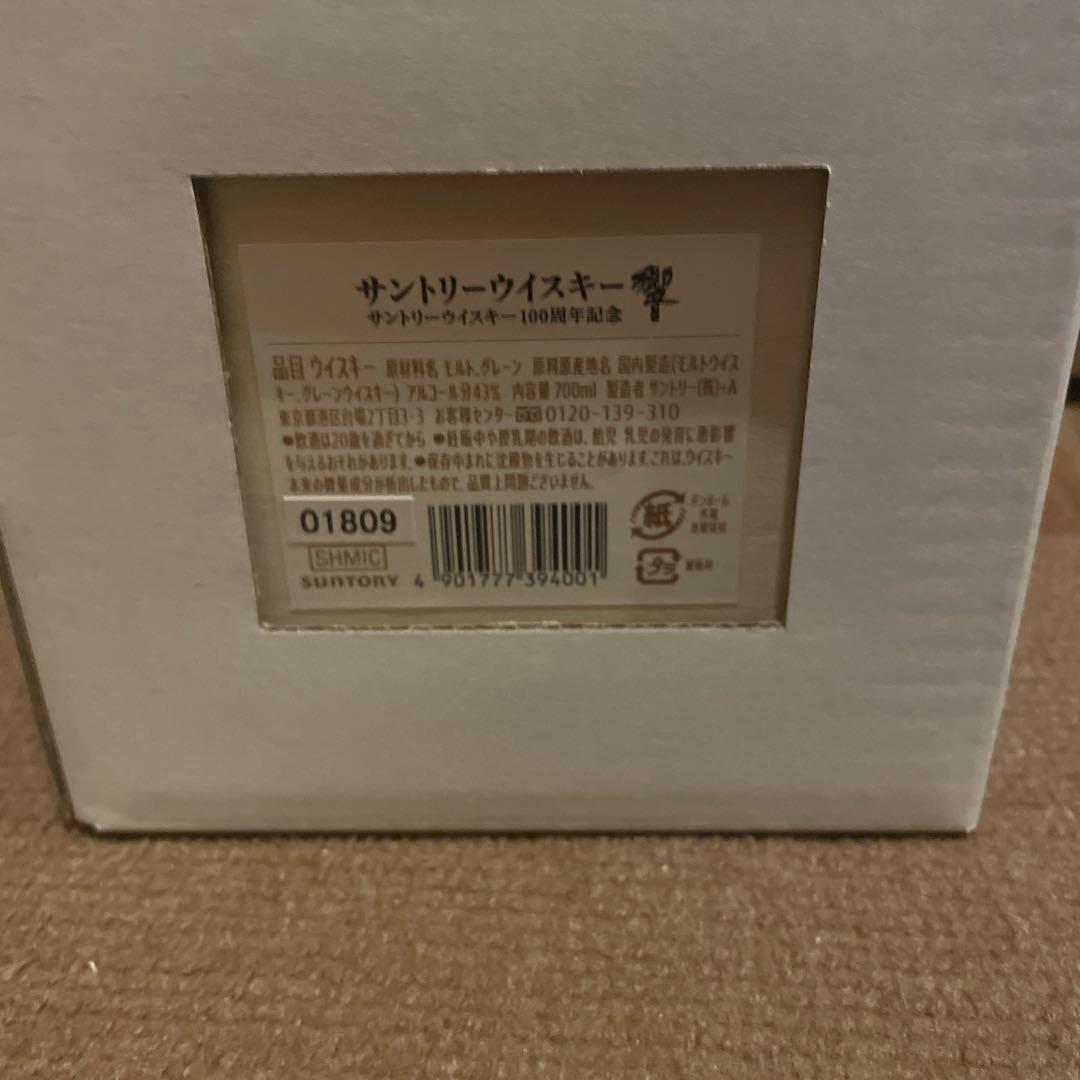 サントリーウイスキー 響
サントリーウイスキー100周年記念
品目 ウイスキー 原材料名 モルト、グレーン 原料原産地名 国内製造(モルトウイス
キー、グレーンウイスキー) アルコール分43% 内容量 700ml 製造者 サントリー(株)+A
東京都港区台場2丁目3-3 お客様センター 0120-139-310
●飲酒は20歳を過ぎてから ●妊娠中や授乳期の飲酒は、胎児・乳児の発育に悪影響
を与えるおそれがあります。●保存中まれに沈殿物を生じることがあります。これは、ウイスキー
本来の微量成分が析出したもので、品質上問題ございません。
01809
SHMIC
SUNTORY
4 901777 394001
紙
ダンボール
木箱
プラ